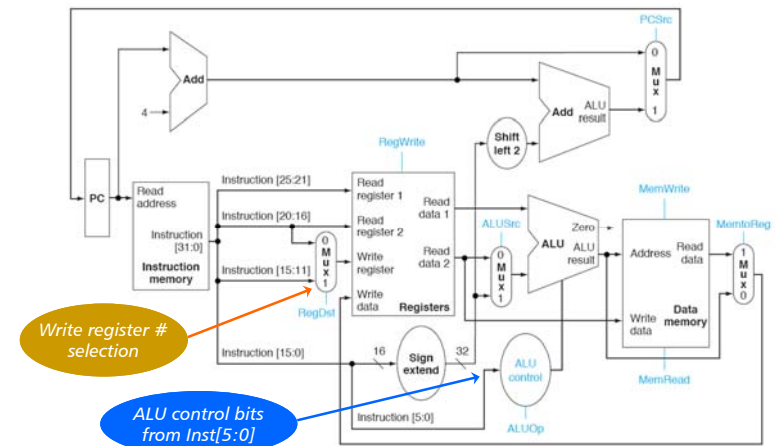 PCSrc
0
M
u
x
1
Add
4
Add
ALU
result
Shift
left 2
RegWrite
PC
Read
address
Instruction
[31:0]
Instruction
memory
Instruction [25:21]
Instruction [20:16]
Instruction [15:11]
0
M
u
x
1
RegDst
Read
register 1
Read
register 2
Write
register
Write
data
Read
data 1
Read
data 2
Registers
ALUSrc
0
M
u
x
1
Zero
ALU
ALU
result
MemWrite
Address
Read
data
Write
data
Data
memory
MemRead
MemtoReg
1
M
u
x
0
Write register #
selection
Instruction [15:0]
16
Sign
extend
32
ALU
control
ALUOp
Instruction [5:0]
ALU control bits
from Inst[5:0]